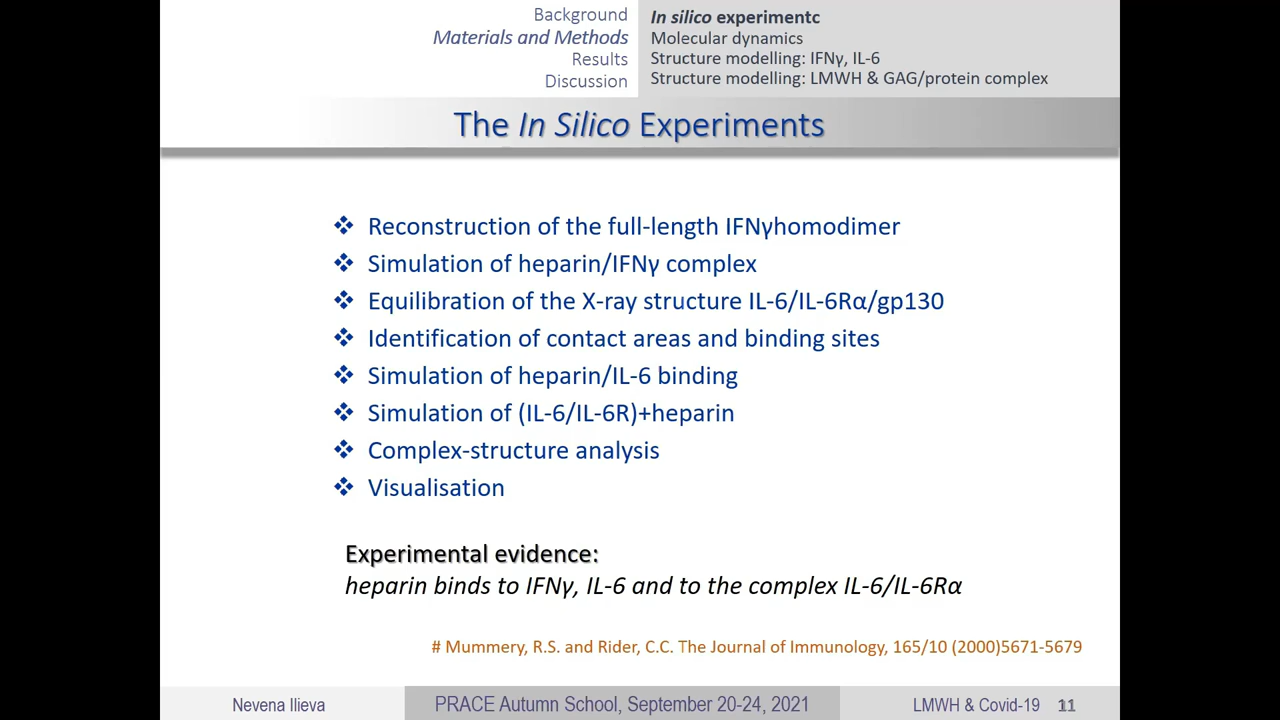 Background
Materials and Methods
Results
Discussion
In silico experimentc
Molecular dynamics
Structure modelling: IFNγ, IL-6
Structure modelling: LMWH & GAG/protein complex
The In Silico Experiments
❖ Reconstruction of the full-length IFNγhomodimer
❖ Simulation of heparin/IFNγ complex
❖ Equilibration of the X-ray structure IL-6/IL-6Rα/gp130
❖ Identification of contact areas and binding sites
❖ Simulation of heparin/IL-6 binding
❖ Simulation of (IL-6/IL-6R)+heparin
❖ Complex-structure analysis
❖ Visualisation
Experimental evidence:
heparin binds to IFNγ, IL-6 and to the complex IL-6/IL-6Rα
# Mummery, R.S. and Rider, C.C. The Journal of Immunology, 165/10 (2000)5671-5679
Nevena Ilieva
PRACE Autumn School, September 20-24, 2021
LMWH & Covid-19 11